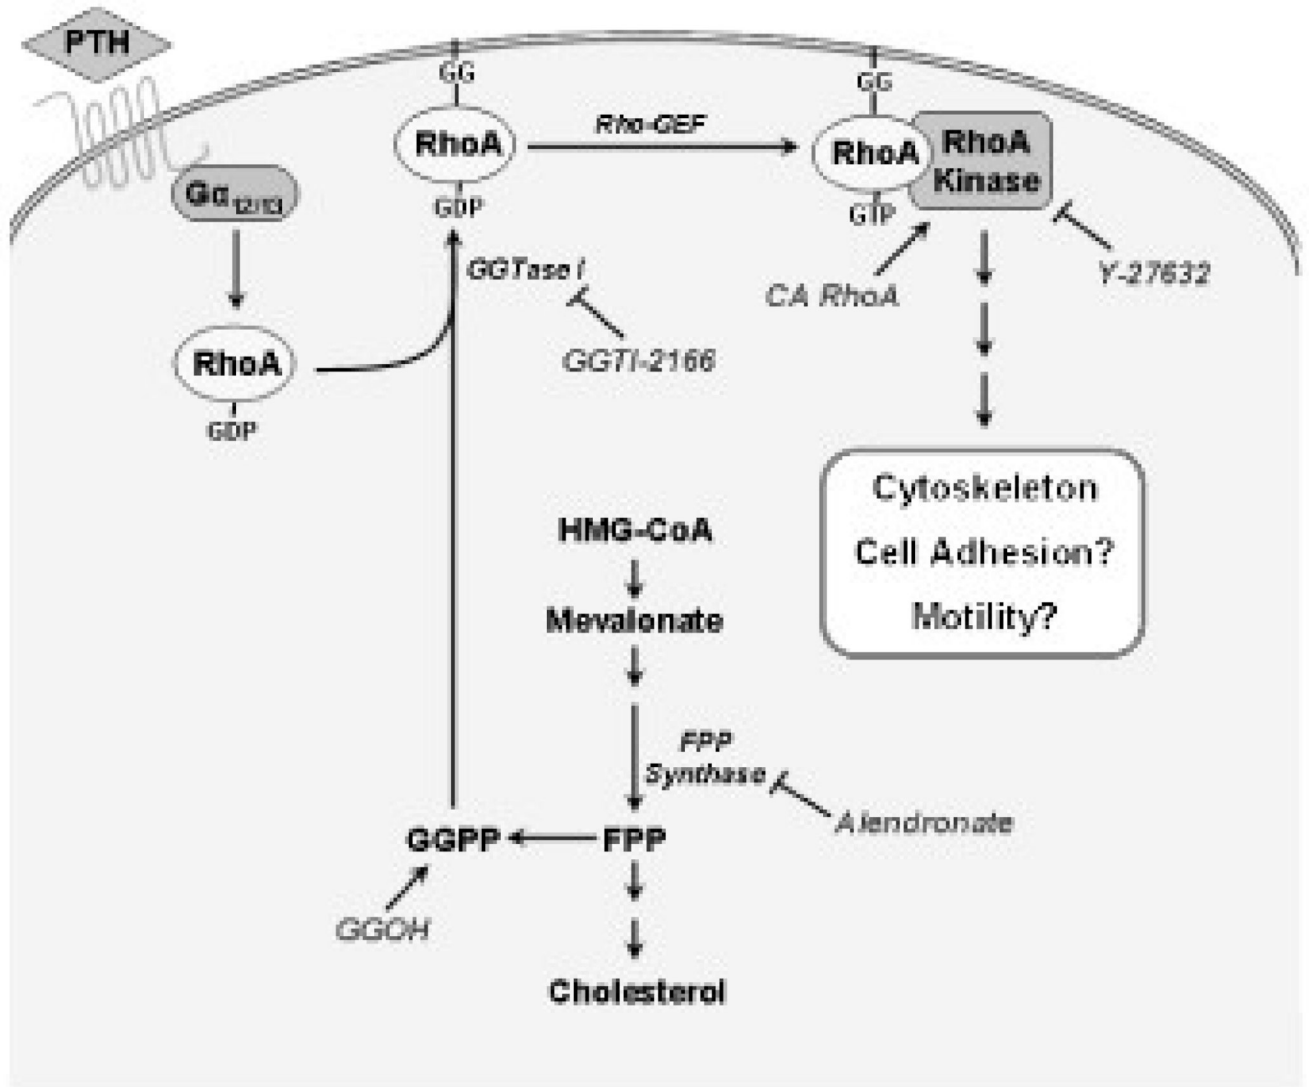 PTH
GG
GG
RhoA
Rho-GEF
RhoA
RhoA
Kinase
Gα12/13
GDP
GTP
GGTase I
CA RhoA
Y-27632
RhoA
GGTI-2166
GDP
Cytoskeleton
Cell Adhesion?
Motility?
HMG-CoA
Mevalonate
FPP
Synthase
Alendronate
GGPP
FPP
GGOH
Cholesterol